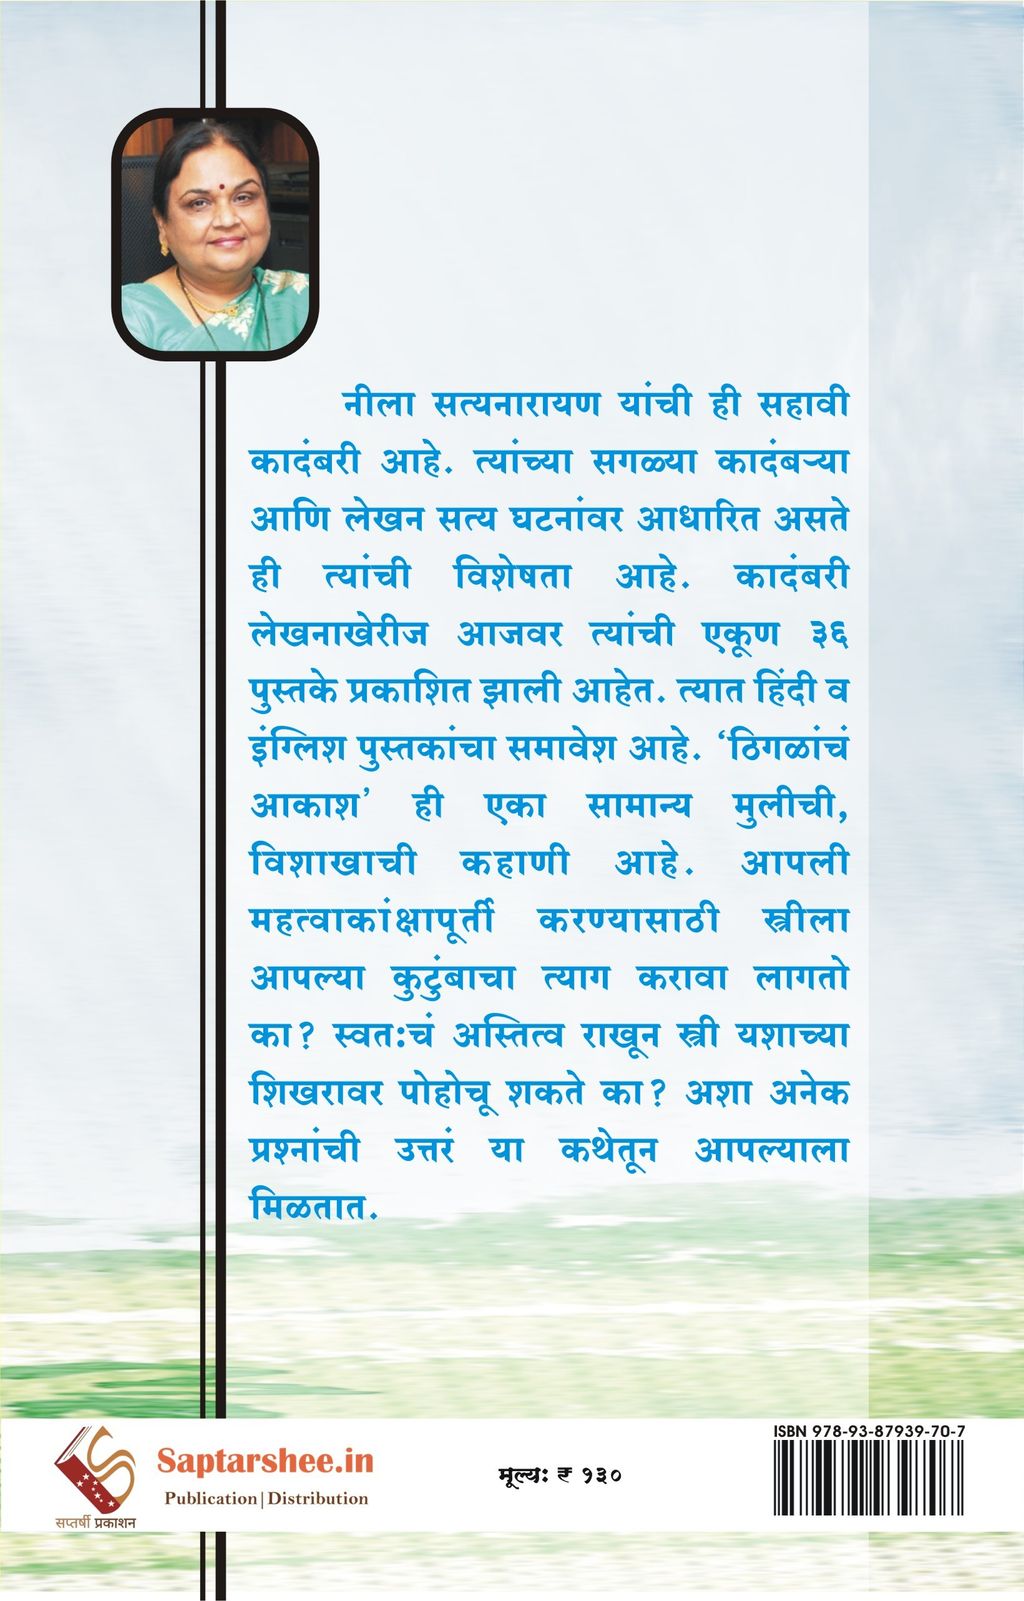 नीला सत्यनारायण यांची ही सहावी
कादंबरी आहे. त्यांच्या सगळ्या कादंबऱ्या
आणि लेखन सत्य घटनांवर आधारित असते
ही त्यांची विशेषता आहे. कादंबरी
लेखनाखेरीज आजवर त्यांची एकूण ३६
पुस्तके प्रकाशित झाली आहेत. त्यात हिंदी व
इंग्लिश पुस्तकांचा समावेश आहे. ‘ठिगळांचं
आकाश’ ही एका सामान्य मुलीची,
विशाखाची कहाणी आहे. आपली
महत्वाकांक्षापूर्ती करण्यासाठी स्त्रीला
आपल्या कुटुंबाचा त्याग करावा लागतो
का? स्वत:चं अस्तित्व राखून स्त्री यशाच्या
शिखरावर पोहोचू शकते का? अशा अनेक
प्रश्नांची उत्तरं या कथेतून आपल्याला
मिळतात.
Saptarshee.in
Publication|Distribution
सप्तर्षी प्रकाशन
मूल्य: ₹ १३०
ISBN 978-93-87939-70-7